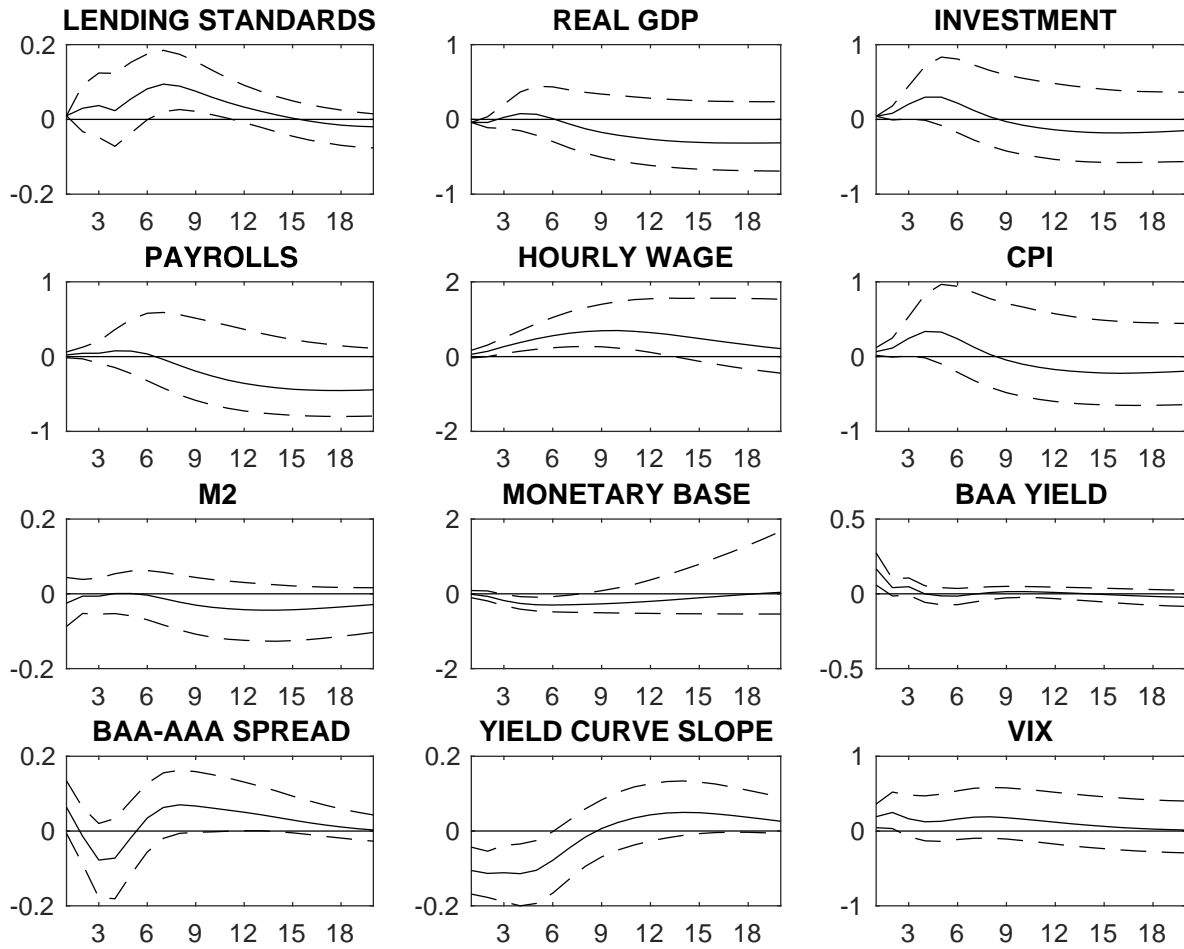 LENDING STANDARDS REAL GDP INVESTMENT
0.2 1 1
0 0 0
-0.2 -1 -1
3 6 9 12 15 18 3 6 9 12 15 18 3 6 9 12 15 18
PAYROLLS HOURLY WAGE CPI
1 2 1
0 0 0
-1 -2 -1
3 6 9 12 15 18 3 6 9 12 15 18 3 6 9 12 15 18
M2 MONETARY BASE BAA YIELD
0.2 2 0.5
0 0 0
-0.2 -2 -0.5
3 6 9 12 15 18 3 6 9 12 15 18 3 6 9 12 15 18
BAA-AAA SPREAD YIELD CURVE SLOPE VIX
0.2 0.2 1
0 0 0
-0.2 -0.2 -1
3 6 9 12 15 18 3 6 9 12 15 18 3 6 9 12 15 18